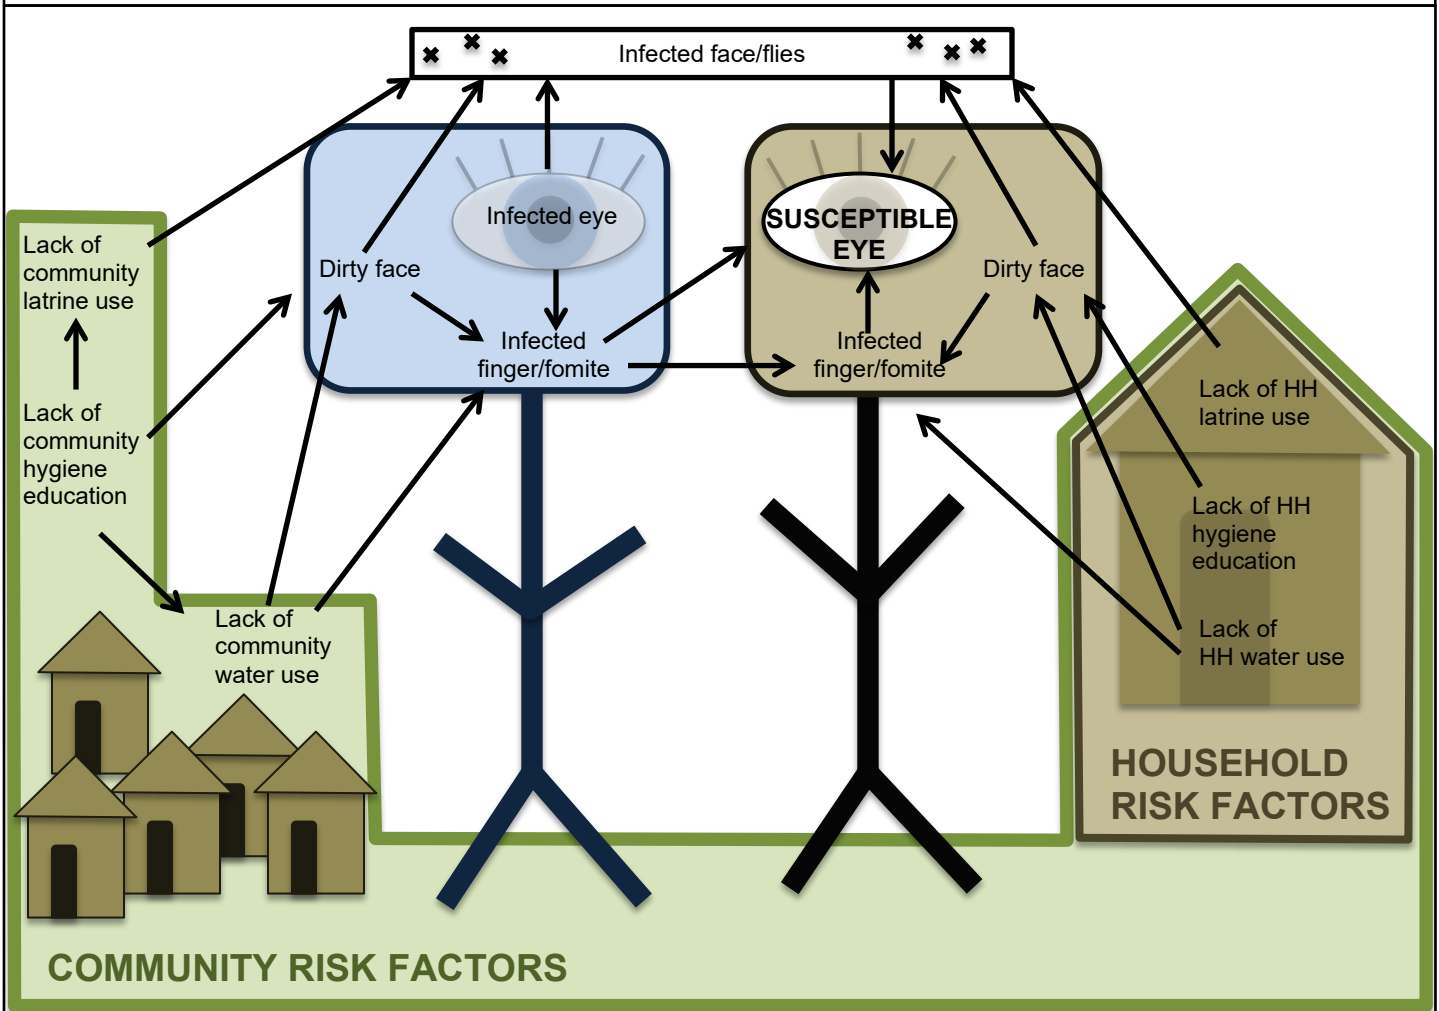 Infected face/flies
Infected eye
Dirty face
Infected
finger/fomite
SUSCEPTIBLE
EYE
Dirty face
Infected
finger/fomite
Lack of
community
latrine use
Lack of
community
hygiene
education
Lack of
community
water use
Lack of HH
latrine use
Lack of HH
hygiene
education
Lack of
HH water use
HOUSEHOLD
RISK FACTORS
COMMUNITY RISK FACTORS